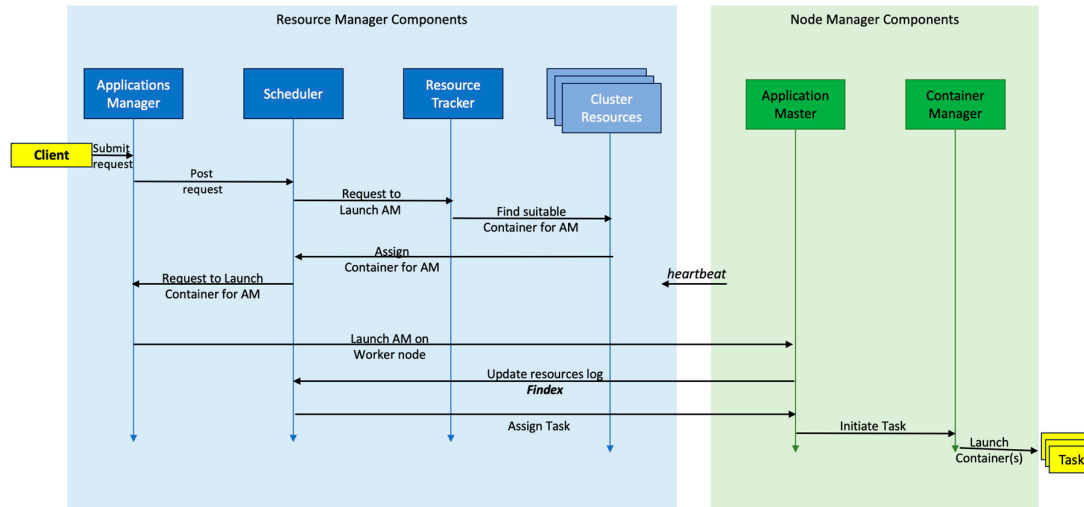 Resource Manager Components
Node Manager Components
Applications
Manager
Scheduler
Resource
Tracker
Cluster
Resources
Application
Master
Container
Manager
Client
Submit
request
Post
request
Request to
Launch AM
Find suitable
Container for AM
Assign
Container for AM
Request to Launch
Container for AM
heartbeat
Launch AM on
Worker node
Update resources log
Findex
Assign Task
Initiate Task
Launch
Container(s)
Task